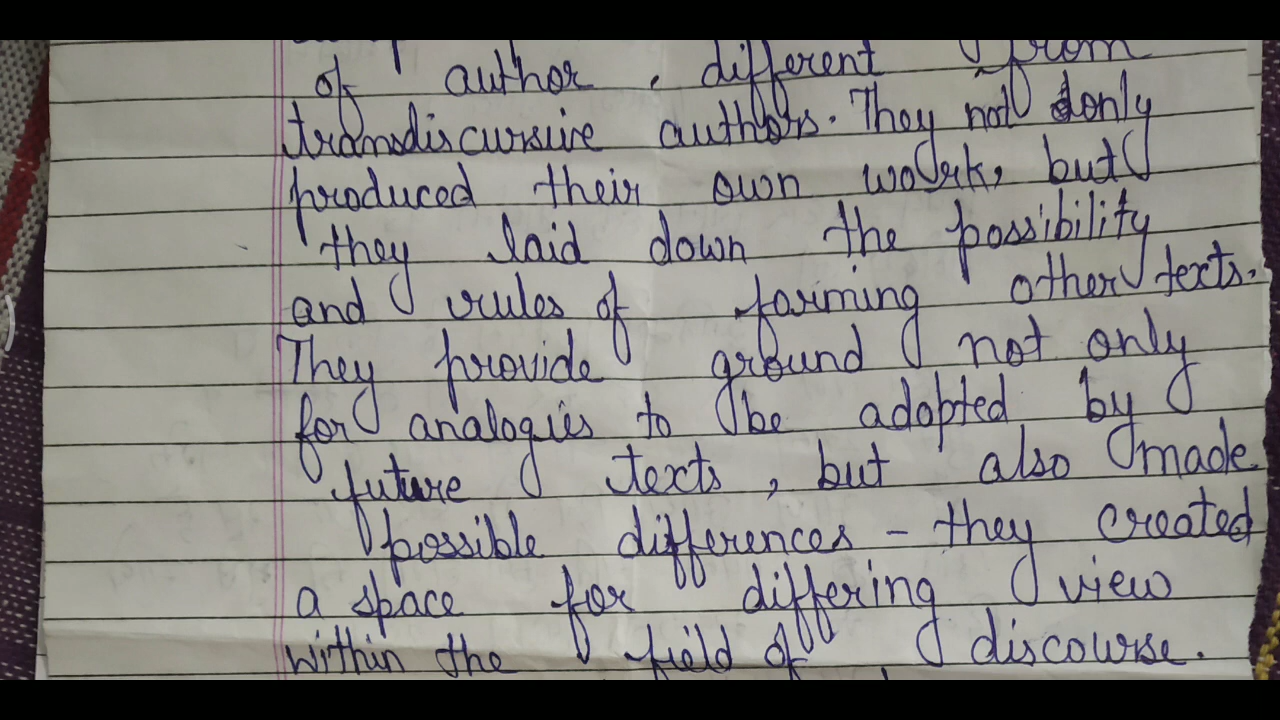 of author, different from
transdiscursive authors. They not only
produced their own work, but
they laid down the possibility
and rules of forming other texts.
They provide ground not only
for analogies to be adopted by
future texts, but also made
possible differences - they created
a space for differing view
within the field of discourse.